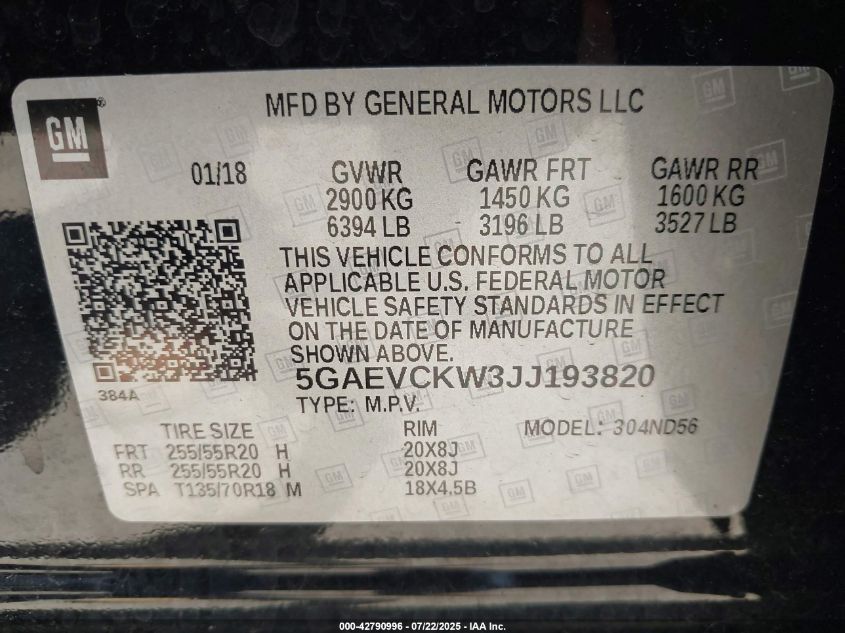 GM
MFD BY GENERAL MOTORS LLC
01/18 GVWR GAWR FRT GAWR RR
2900 KG 1450 KG 1600 KG
6394 LB 3196 LB 3527 LB
THIS VEHICLE CONFORMS TO ALL
APPLICABLE U.S. FEDERAL MOTOR
VEHICLE SAFETY STANDARDS IN EFFECT
ON THE DATE OF MANUFACTURE
SHOWN ABOVE.
384A
5GAEVCKW3JJ193820
TYPE: M.P.V.
TIRE SIZE RIM MODEL: 304ND56
FRT 255/55R20 H 20X8J
RR 255/55R20 H 20X8J
SPA T135/70R18 M 18X4.5B
000-42790996 - 07/22/2025 - IAA Inc.